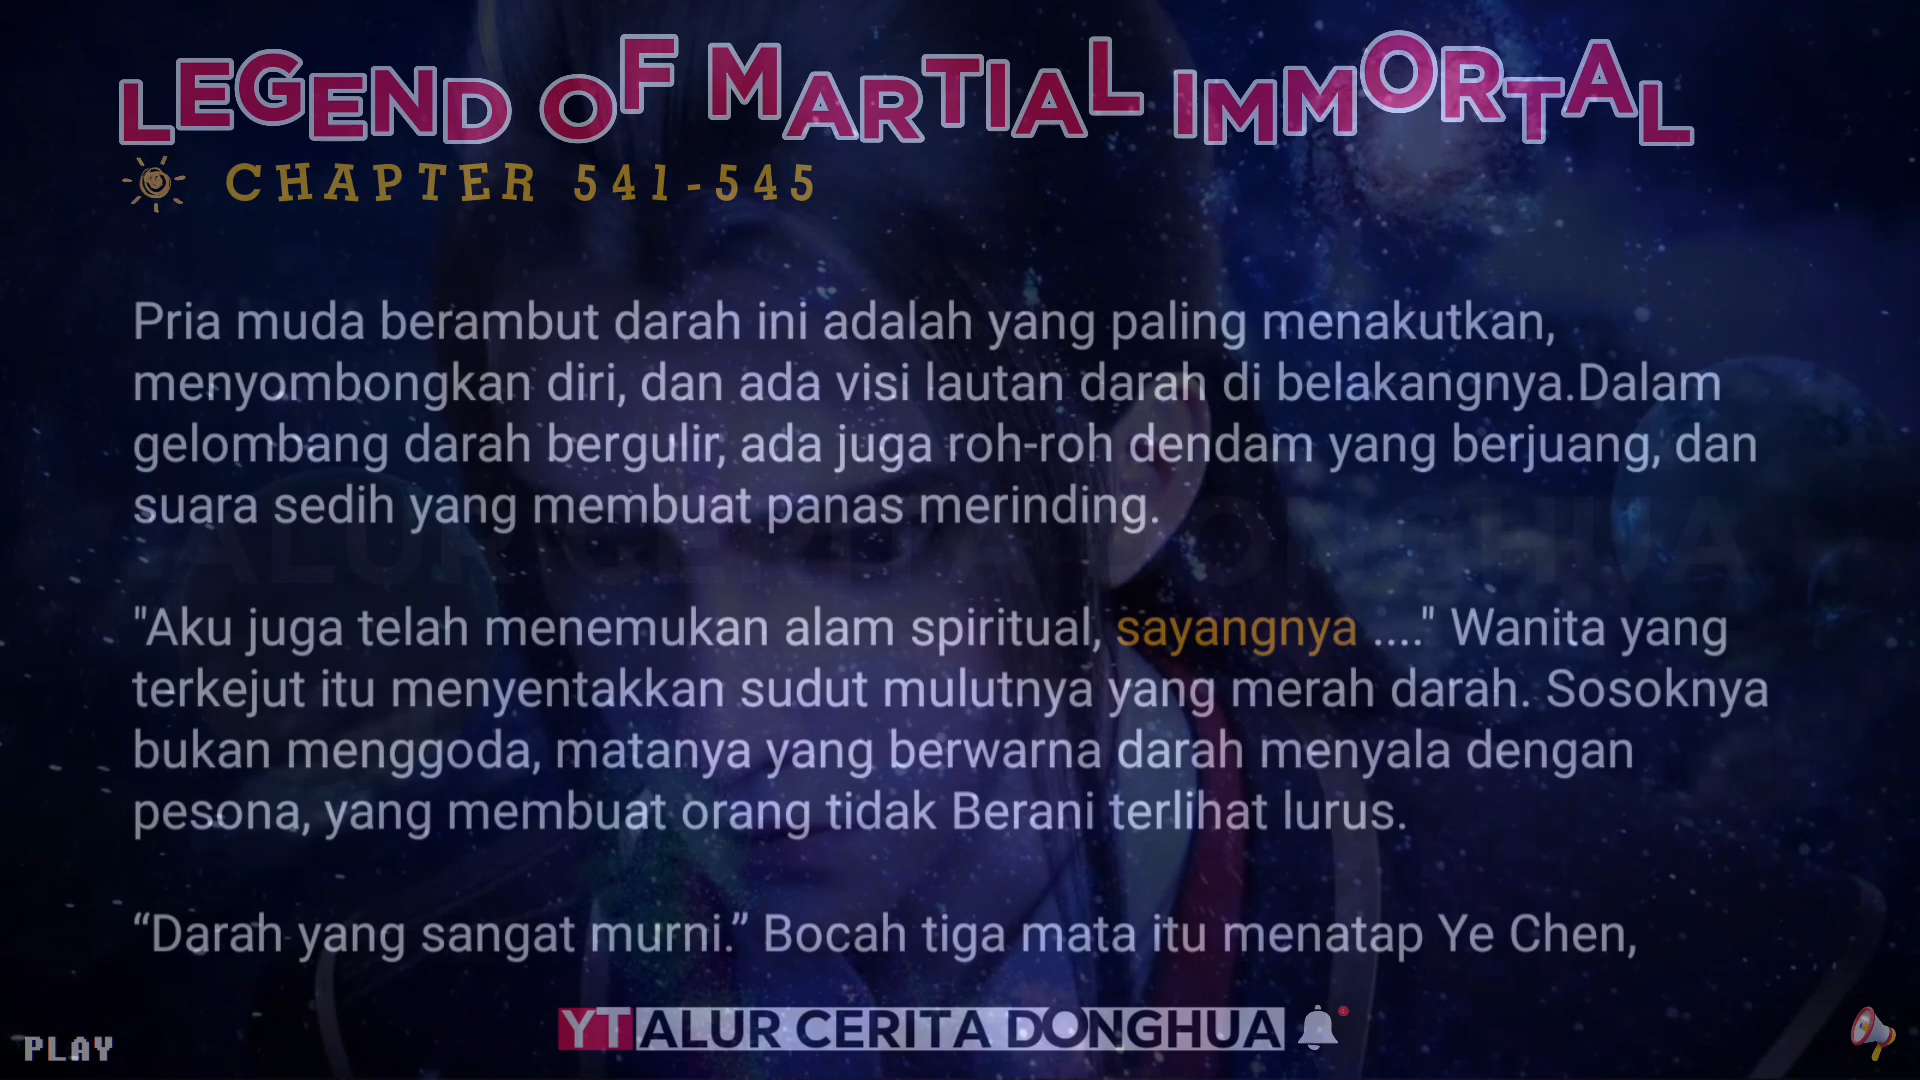 LEGEND OF MARTIAL IMMORTAL
CHAPTER 541-545
Pria muda berambut darah ini adalah yang paling menakutkan,
menyombongkan diri, dan ada visi lautan darah di belakangnya.Dalam
gelombang darah bergulir, ada juga roh-roh dendam yang berjuang, dan
suara sedih yang membuat panas merinding.
ALUR CERITA DONGHUA
"Aku juga telah menemukan alam spiritual, sayangnya ...." Wanita yang
terkejut itu menyentakkan sudut mulutnya yang merah darah. Sosoknya
bukan menggoda, matanya yang berwarna darah menyala dengan
pesona, yang membuat orang tidak Berani terlihat lurus.
“Darah yang sangat murni.” Bocah tiga mata itu menatap Ye Chen,
YT ALUR CERITA DONGHUA
PLAY